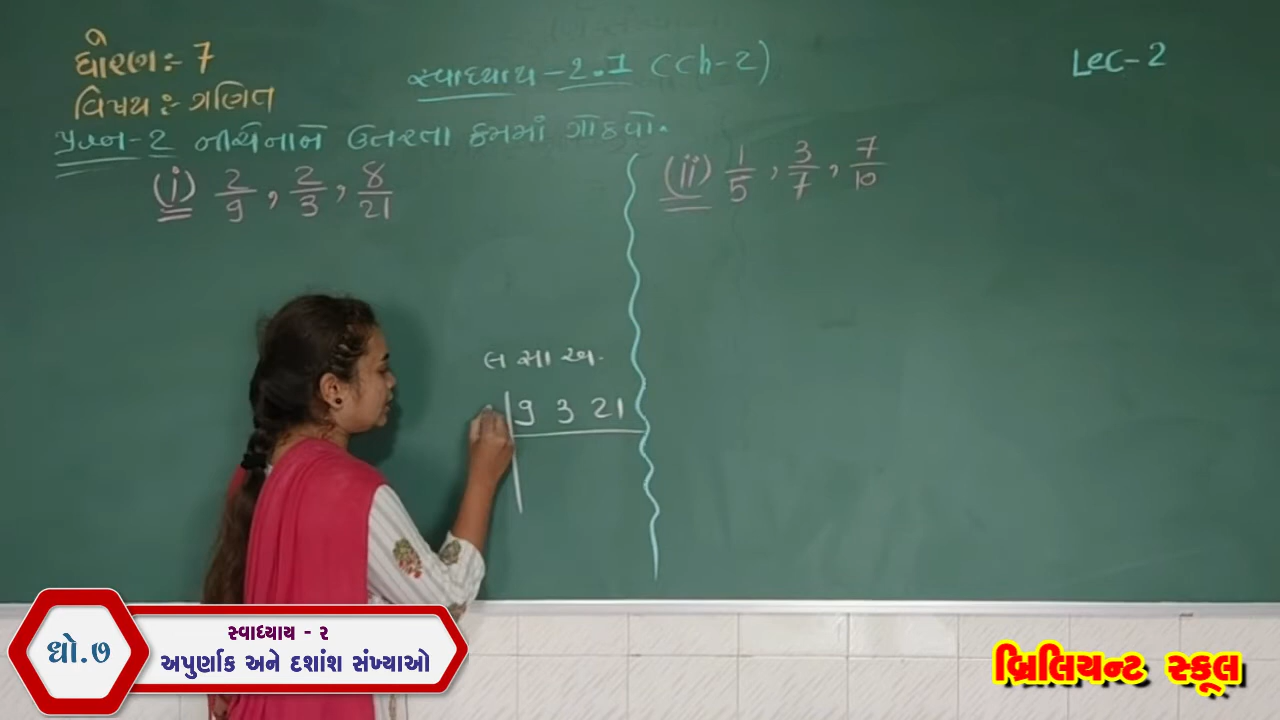 ધોરણ :- 7
વિષય :- ગણિત
સ્વાધ્યાય - 2.1 (Ch-2)
Lec-2
પ્રશ્ન-2 નીચેનાને ઉતરતા ક્રમમાં ગોઠવો.
(i) 2/9, 2/3, 8/21
(ii) 1/5, 3/7, 7/10
લ સા અ.
9 3 21
ધો.૭
સ્વાધ્યાય - ૨
અપુર્ણાંક અને દશાંશ સંખ્યાઓ
બ્રિલિયન્ટ સ્કૂલ